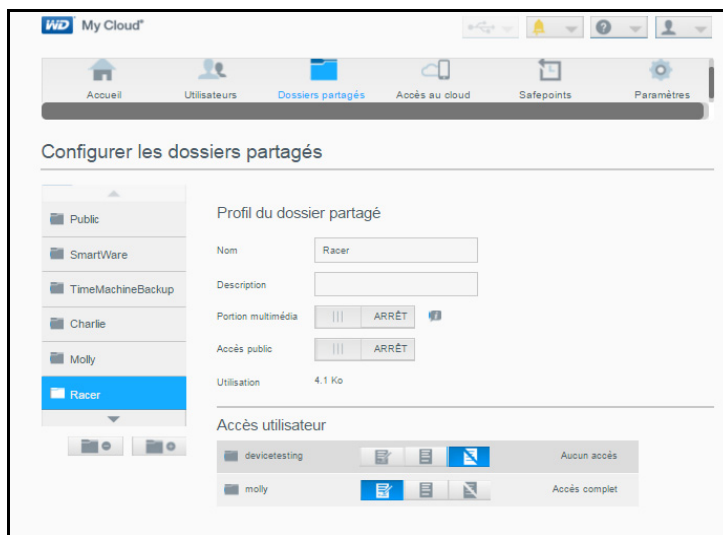 WD My Cloud®
Accueil Utilisateurs Dossiers partagés Accès au cloud Safepoints Paramètres
Configurer les dossiers partagés
Public
SmartWare
TimeMachineBackup
Charlie
Molly
Racer
Profil du dossier partagé
Nom Racer
Description
Portion multimédia ARRÊT
Accès public ARRÊT
Utilisation 4.1 Ko
Accès utilisateur
devicetesting Aucun accès
molly Accès complet